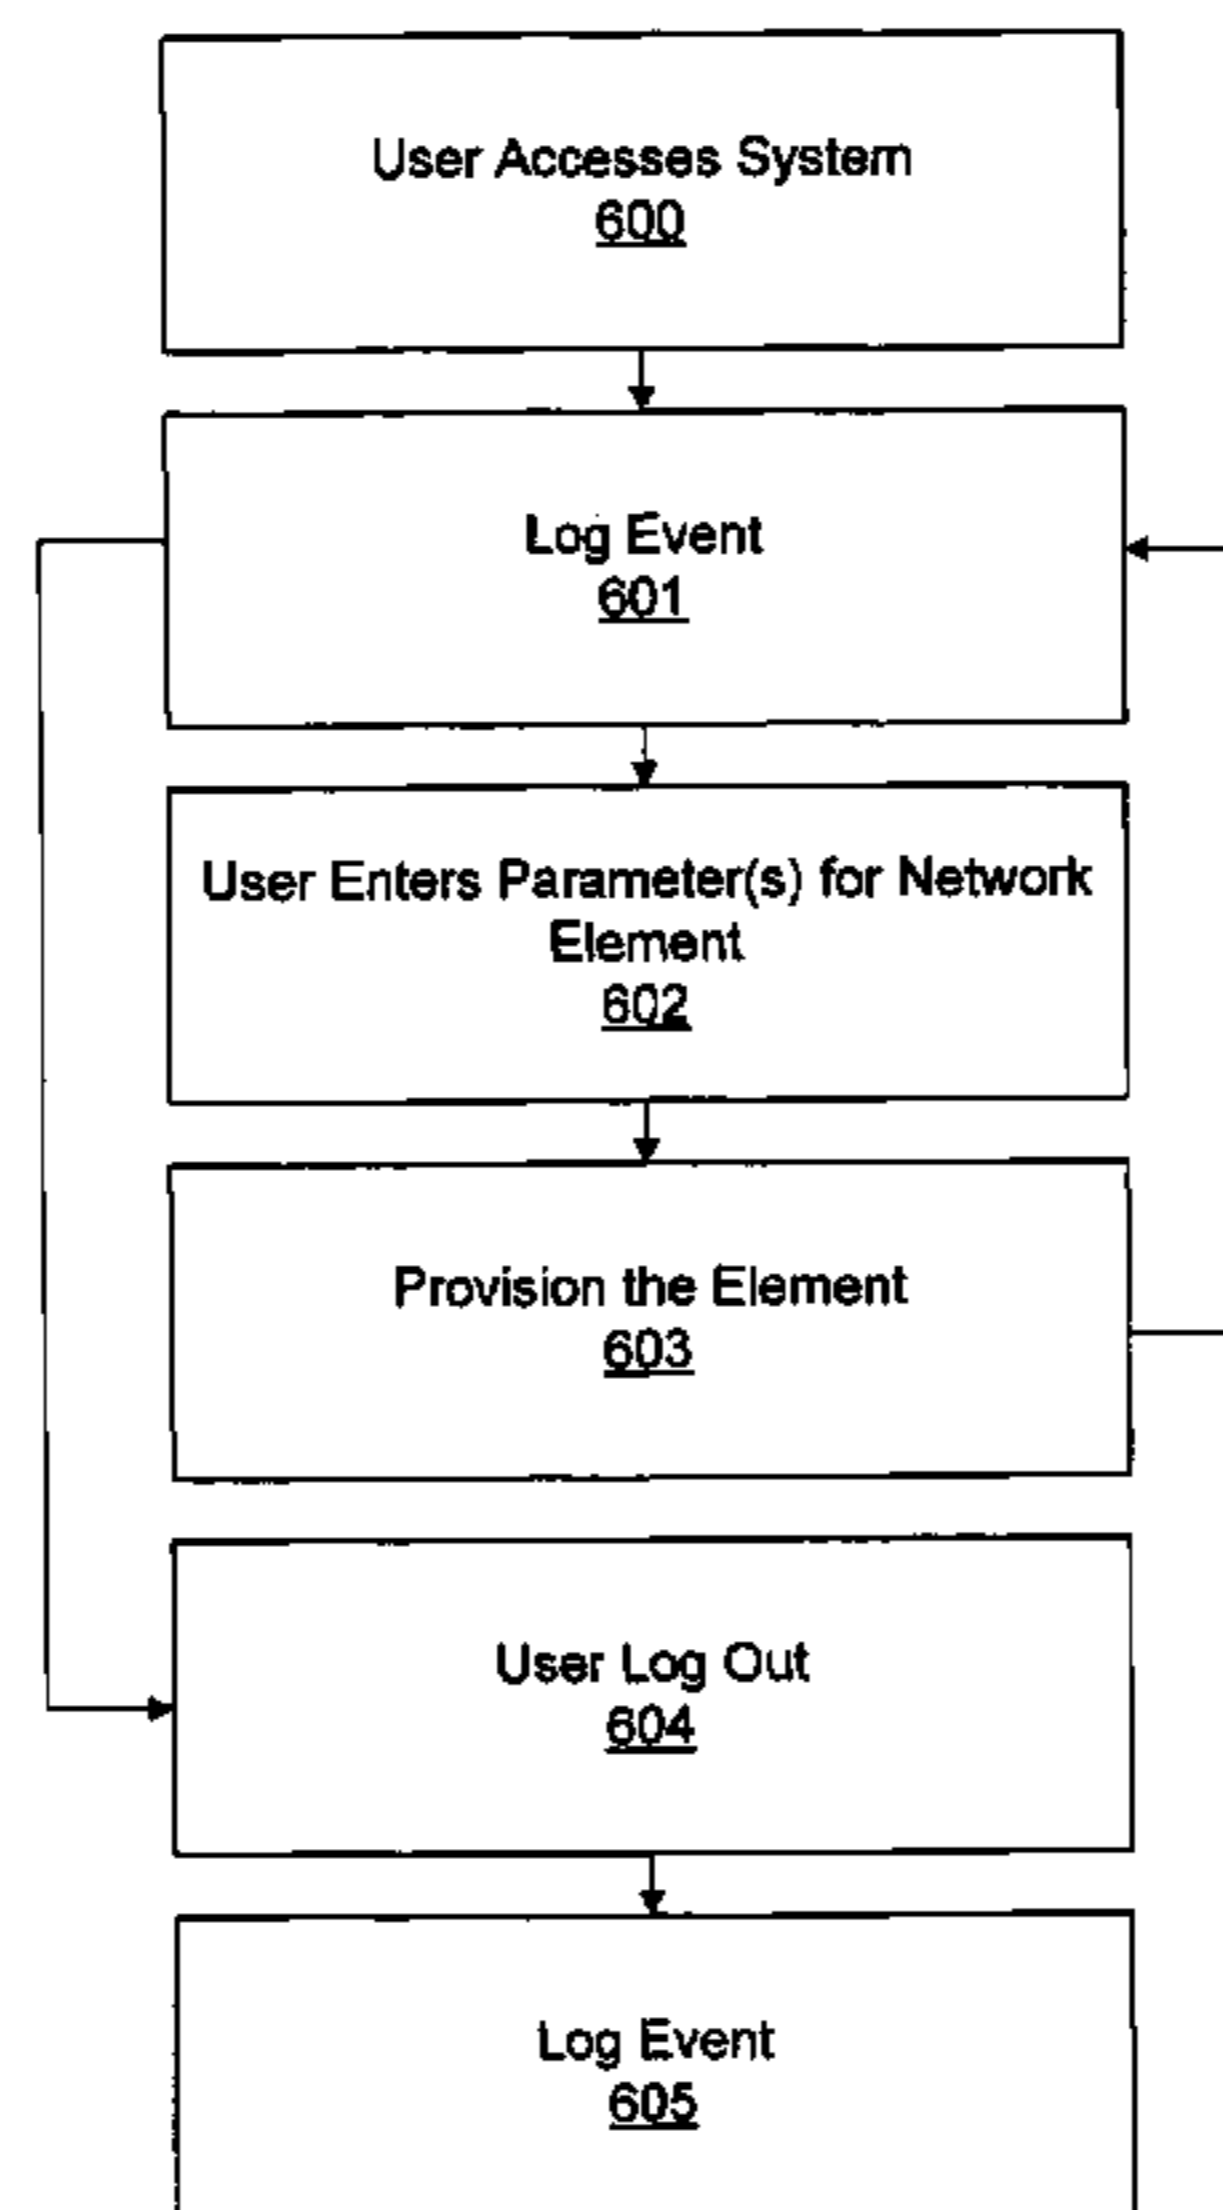 User Accesses System
600
Log Event
601
User Enters Parameter(s) for Network
Element
602
Provision the Element
603
User Log Out
604
Log Event
605